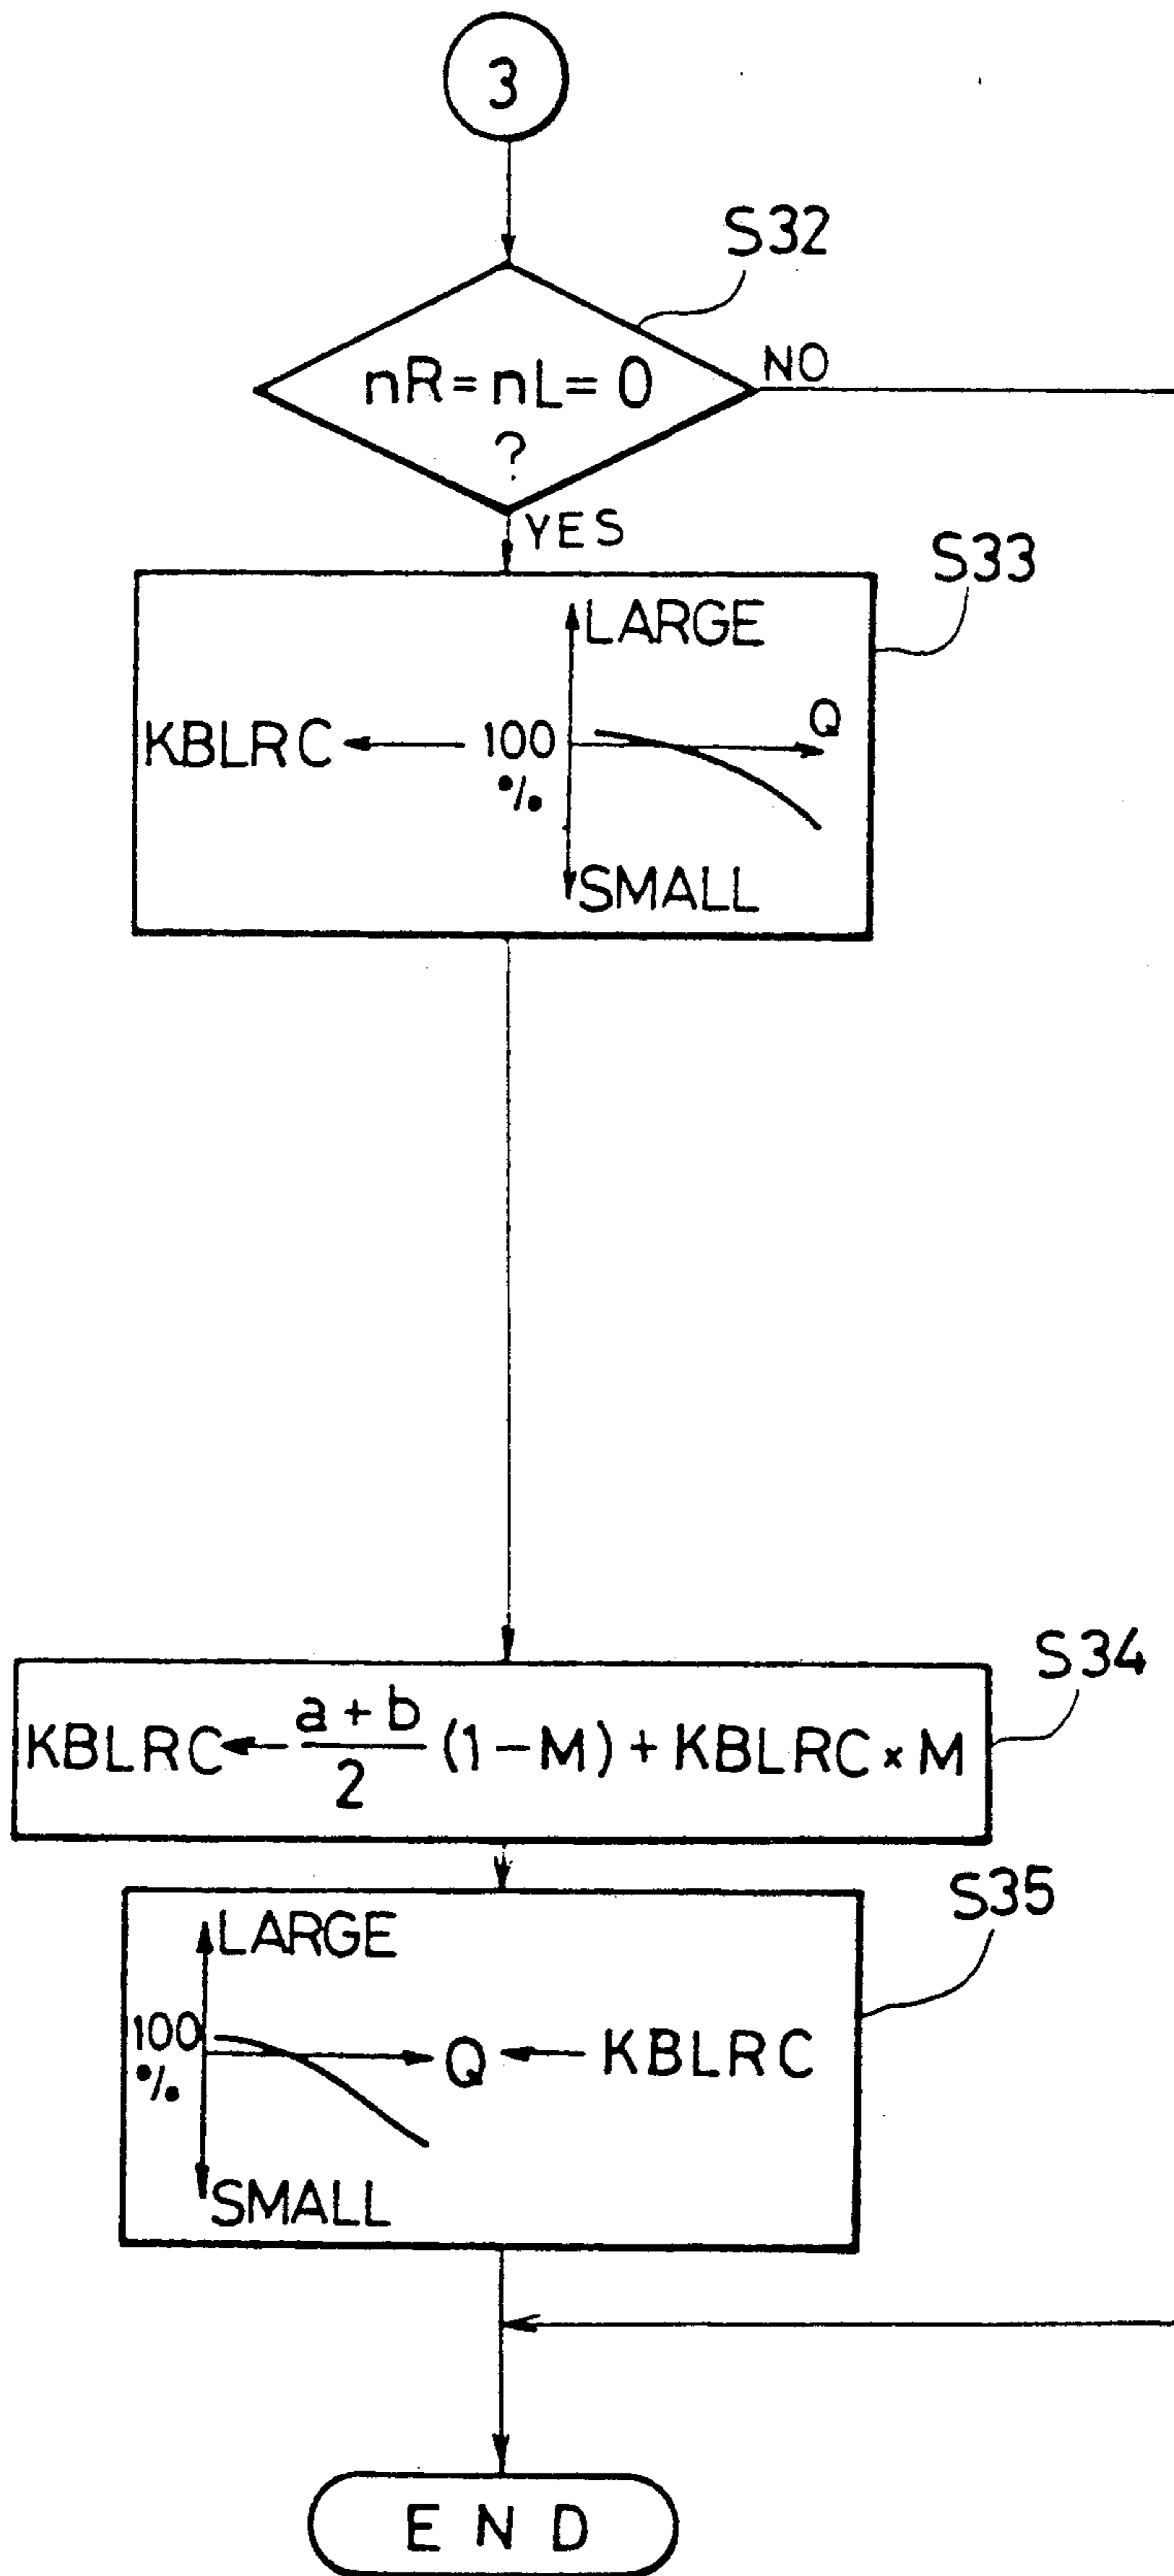 3
S32
nR=nL=0
?
NO
YES
S33
LARGE
Q
KBLRC ← 100
%
SMALL
S34
KBLRC ← a+b/2 (1-M) + KBLRC × M
S35
LARGE
100
%
Q ← KBLRC
SMALL
END